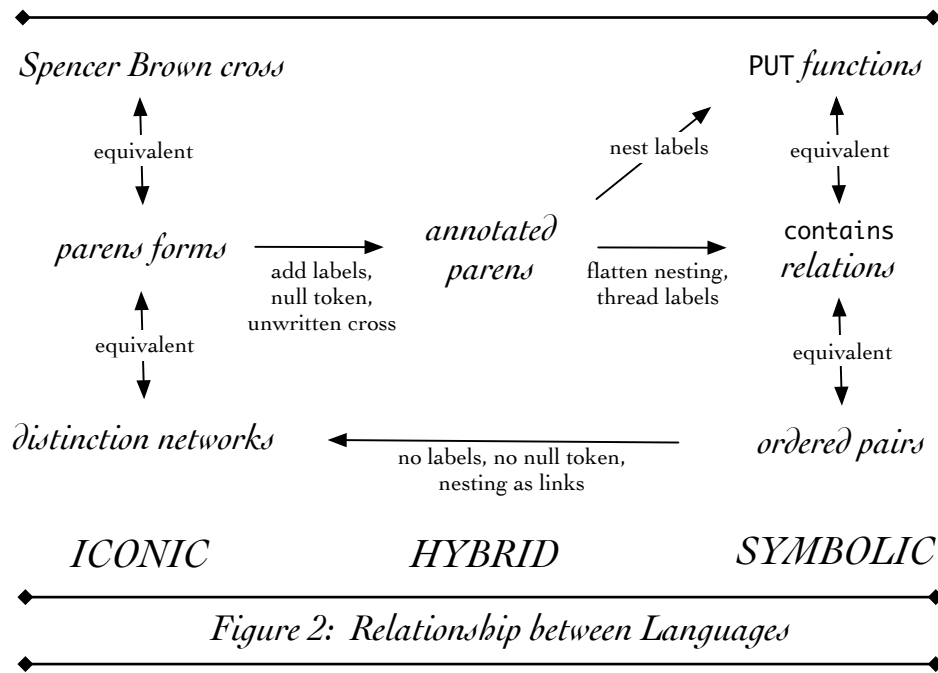 Spencer Brown cross
PUT functions
equivalent
nest labels
equivalent
parens forms
annotated
parens
contains
relations
add labels,
null token,
unwritten cross
flatten nesting,
thread labels
equivalent
equivalent
distinction networks
ordered pairs
no labels, no null token,
nesting as links
ICONIC
HYBRID
SYMBOLIC
Figure 2: Relationship between Languages